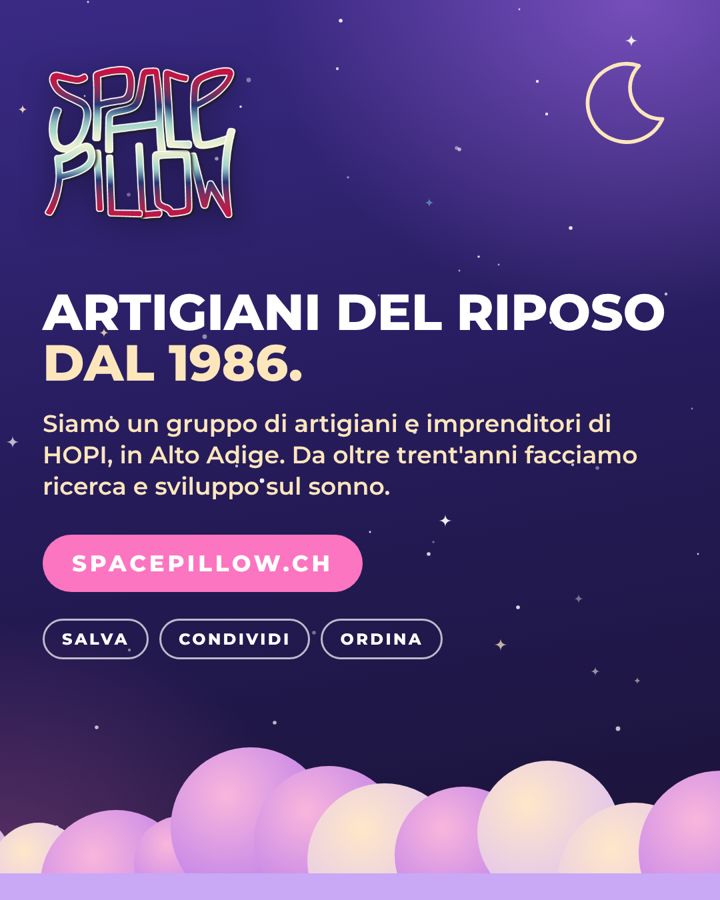 SPACE
PILLOW
ARTIGIANI DEL RIPOSO
DAL 1986.
Siamo un gruppo di artigiani e imprenditori di
HOPI, in Alto Adige. Da oltre trent'anni facciamo
ricerca e sviluppo sul sonno.
SPACEPILLOW.CH
SALVA CONDIVIDI ORDINA